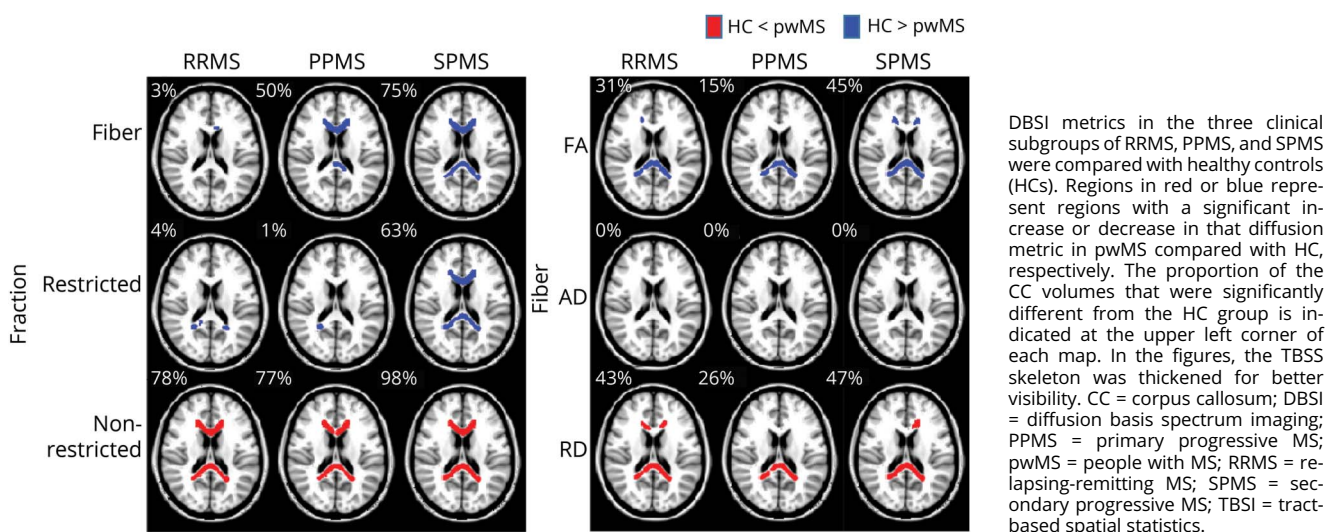 HC < pwMS HC > pwMS
RRMS PPMS SPMS
Fraction
Fiber
3% 50% 75%
Restricted
4% 1% 63%
Non-
restricted
78% 77% 98%
RRMS PPMS SPMS
Fiber
FA
31% 15% 45%
AD
0% 0% 0%
RD
43% 26% 47%
DBSI metrics in the three clinical
subgroups of RRMS, PPMS, and SPMS
were compared with healthy controls
(HCs). Regions in red or blue repre-
sent regions with a significant in-
crease or decrease in that diffusion
metric in pwMS compared with HC,
respectively. The proportion of the
CC volumes that were significantly
different from the HC group is in-
dicated at the upper left corner of
each map. In the figures, the TBSS
skeleton was thickened for better
visibility. CC = corpus callosum; DBSI
= diffusion basis spectrum imaging;
PPMS = primary progressive MS;
pwMS = people with MS; RRMS = re-
lapsing-remitting MS; SPMS = sec-
ondary progressive MS; TBSI = tract-
based spatial statistics.